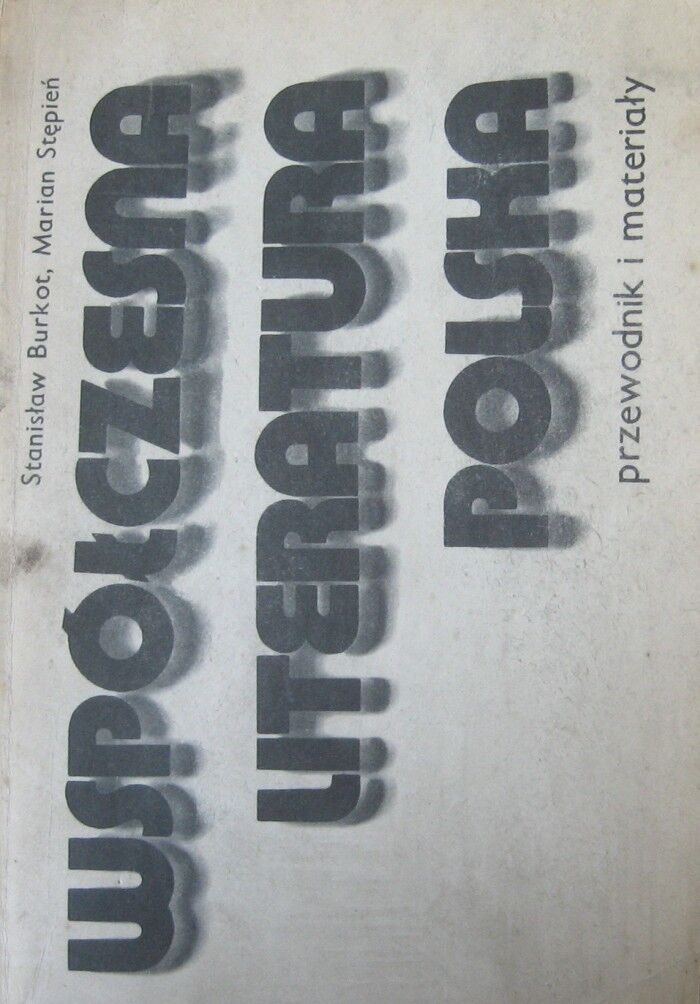 Stanisław Burkot, Marian Stępień
WSPÓŁCZESNA
LITERATURA
POLSKA
przewodnik i materiały